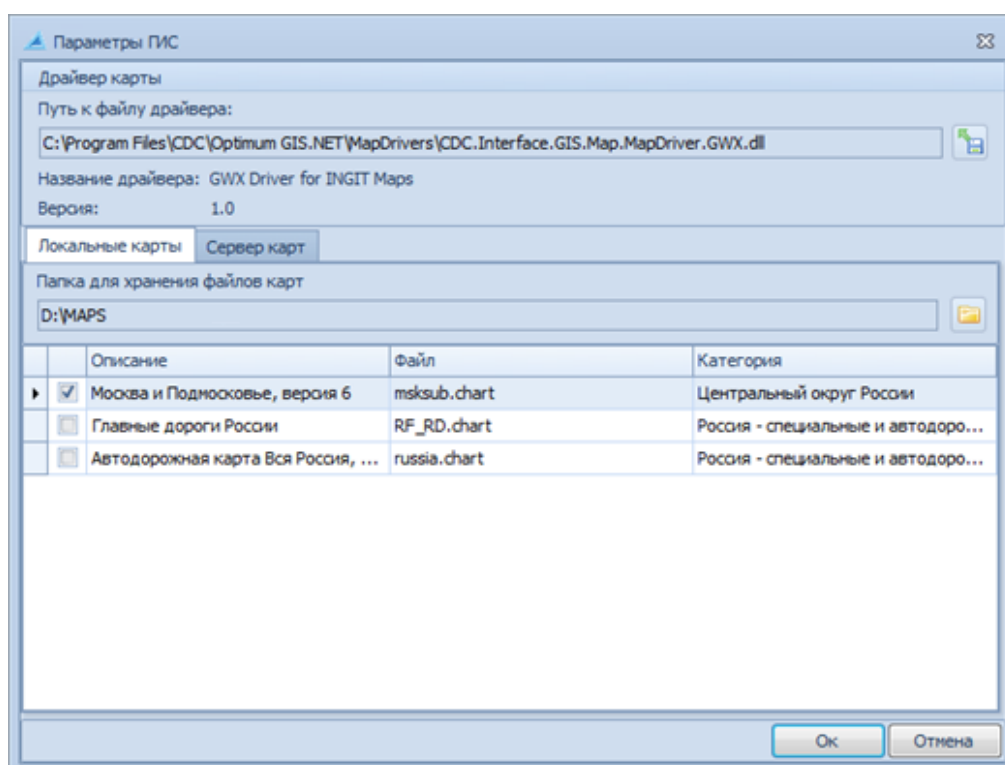 Параметры ГИС
Драйвер карты
Путь к файлу драйвера:
C:\Program Files\CDC\Optimum GIS.NET\MapDrivers\CDC.Interface.GIS.Map.MapDriver.GWX.dll
Название драйвера: GWX Driver for INGIT Maps
Версия: 1.0
Локальные карты Сервер карт
Папка для хранения файлов карт
D:\MAPS
Описание Файл Категория
Москва и Подмосковье, версия 6 msksub.chart Центральный округ России
Главные дороги России RF_RD.chart Россия - специальные и автодоро...
Автодорожная карта Вся Россия, ... russia.chart Россия - специальные и автодоро...
Ок Отмена